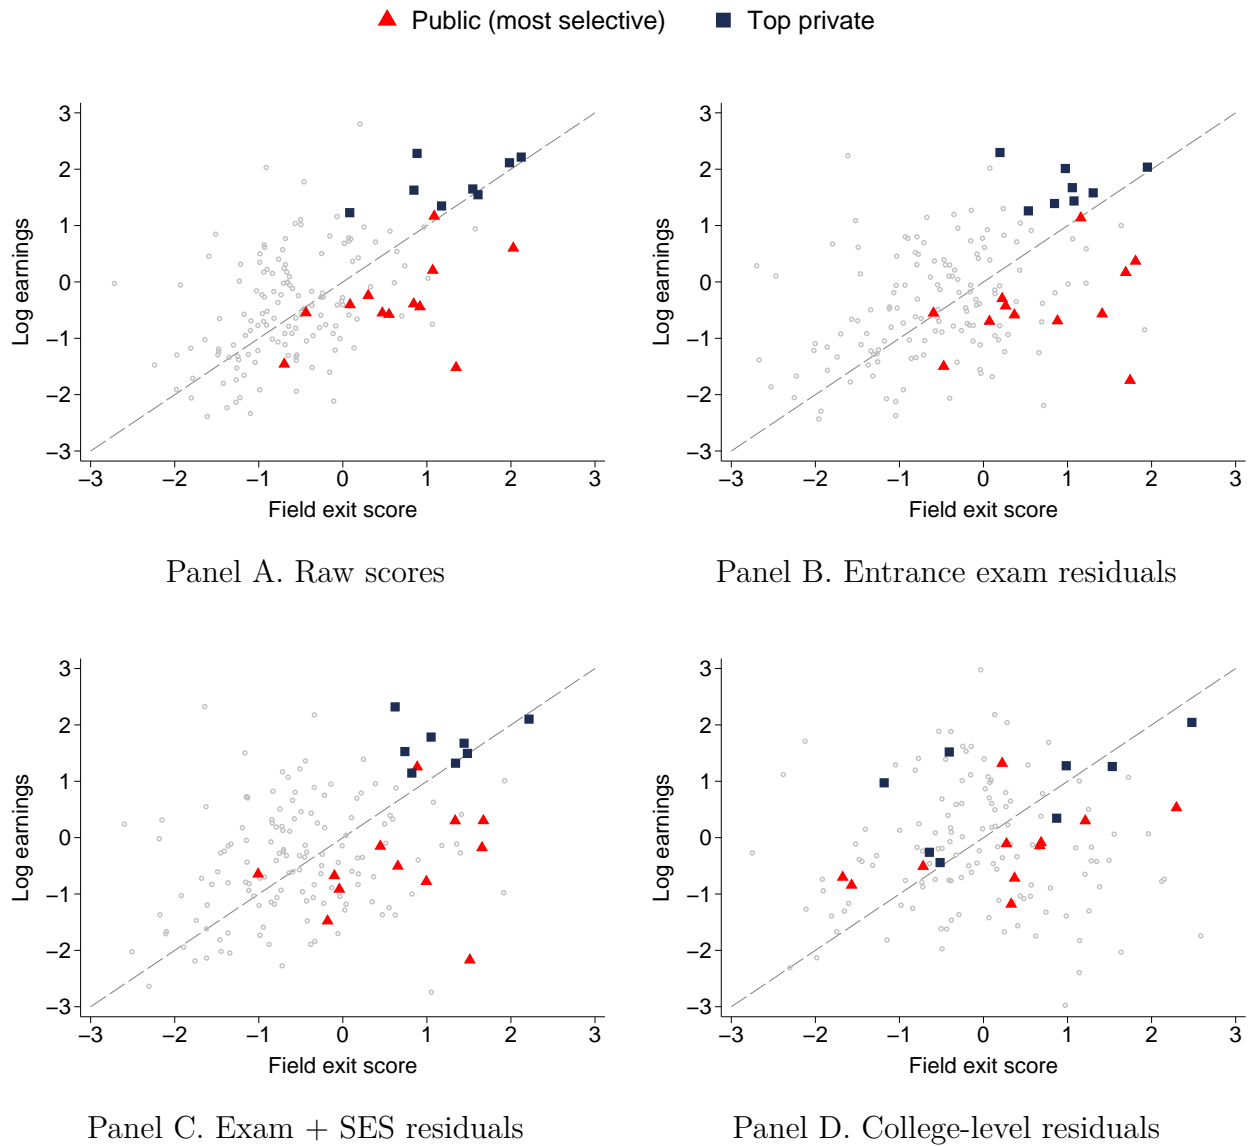 Public (most selective) Top private
3
2
1
0
−1
−2
−3
Log earnings
−3 −2 −1 0 1 2 3
Field exit score
Panel A. Raw scores
3
2
1
0
−1
−2
−3
Log earnings
−3 −2 −1 0 1 2 3
Field exit score
Panel B. Entrance exam residuals
3
2
1
0
−1
−2
−3
Log earnings
−3 −2 −1 0 1 2 3
Field exit score
Panel C. Exam + SES residuals
3
2
1
0
−1
−2
−3
Log earnings
−3 −2 −1 0 1 2 3
Field exit score
Panel D. College-level residuals